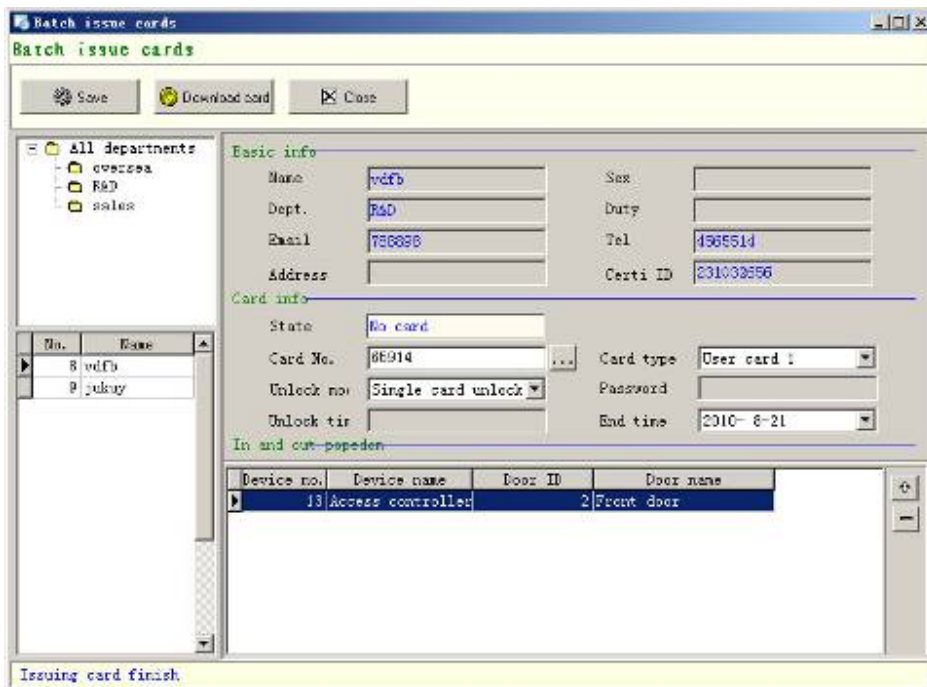 Batch issue cards
Batch issue cards
Save Download card Close
All departments
oversea
R&D
sales
Basic info
Name vdfb Sex
Dept. R&D Duty
Email Tel 4565514
Address Certi ID
Card info
State No card
Card No. 66914 ... Card type User card 1
Unlock mo Single card unlock Password
Unlock tir End time 2010- 8-21
In and out popedon
No. Name
8 vdfb
9 jukuy
Device no. Device name Door ID Door name
13 Access controller 2 Front door
Issuing card finish